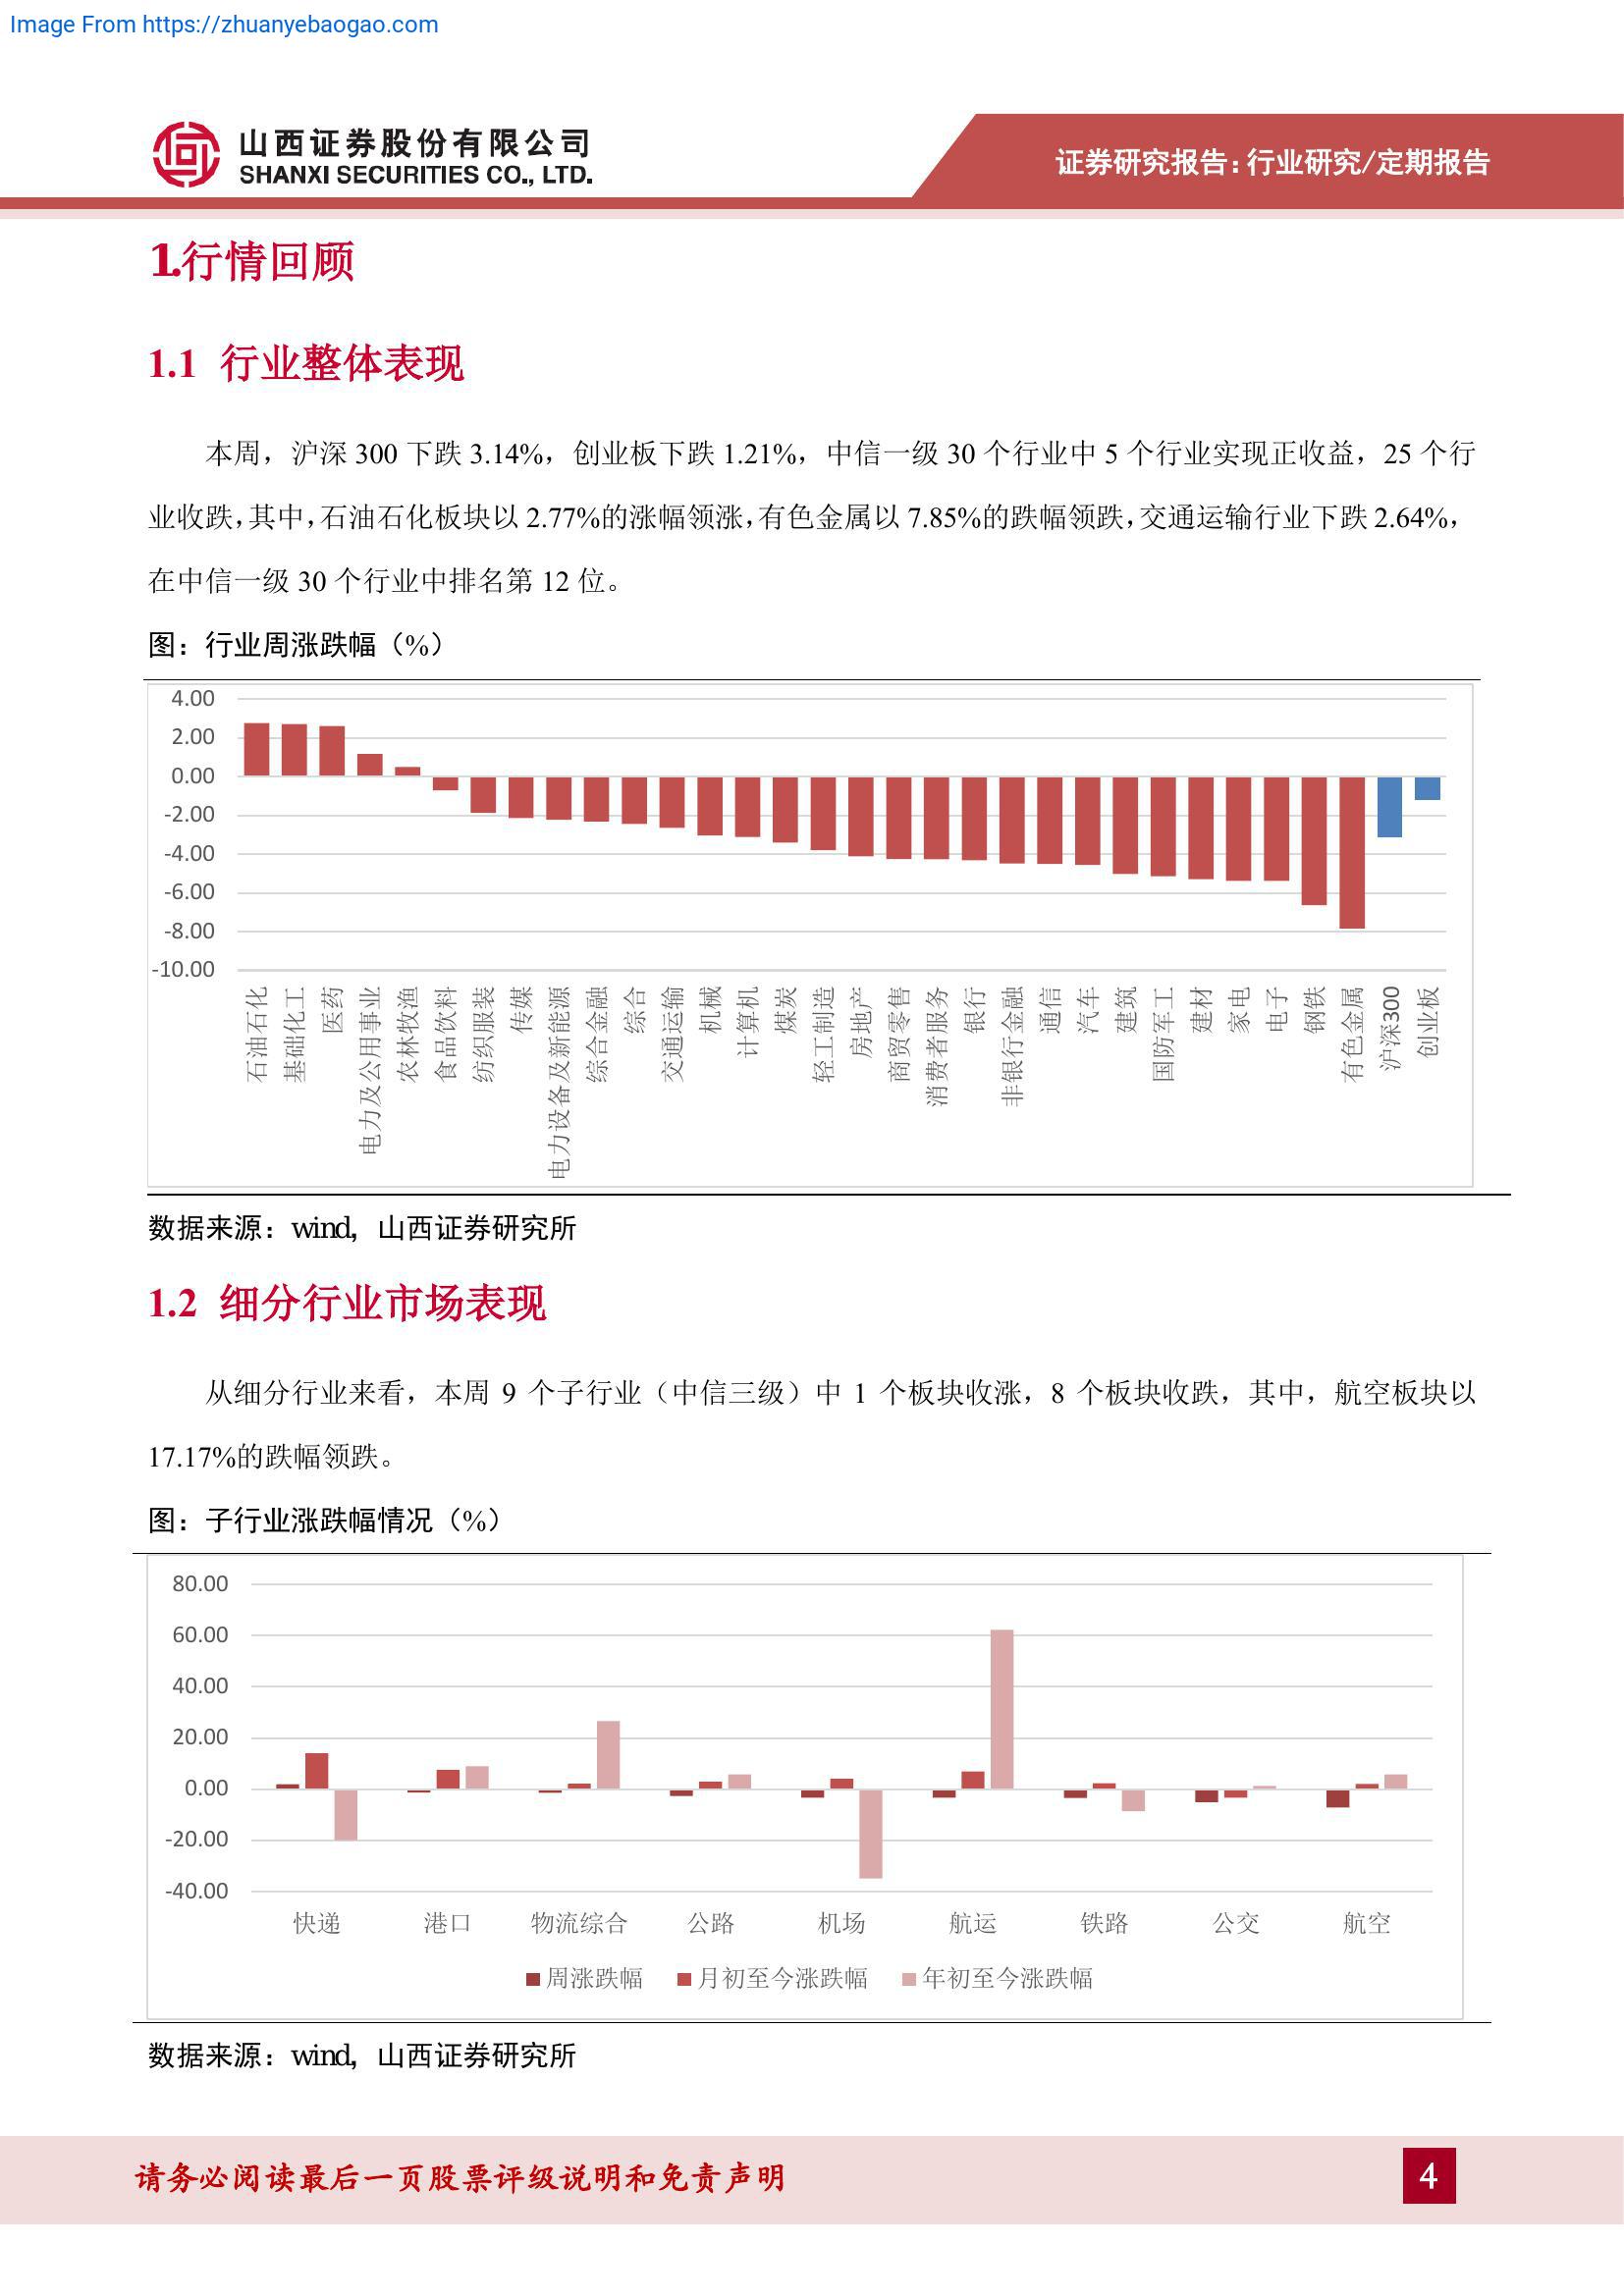 Image From https://zhuanyebaogao.com
山西证券股份有限公司
SHANXI SECURITIES CO., LTD.
证券研究报告:行业研究/定期报告
1.行情回顾
1.1 行业整体表现
本周，沪深 300 下跌 3.14%，创业板下跌 1.21%，中信一级 30 个行业中 5 个行业实现正收益，25 个行
业收跌，其中，石油石化板块以 2.77%的涨幅领涨，有色金属以 7.85%的跌幅领跌，交通运输行业下跌 2.64%，
在中信一级 30 个行业中排名第 12 位。
图：行业周涨跌幅（%）
4.00
2.00
0.00
-2.00
-4.00
-6.00
-8.00
-10.00
石油石化
基础化工
医药
电力及公用事业
农林牧渔
食品饮料
纺织服装
传媒
电力设备及新能源
综合金融
综合
交通运输
机械
计算机
煤炭
轻工制造
房地产
商贸零售
消费者服务
银行
非银行金融
通信
汽车
建筑
国防军工
建材
家电
电子
钢铁
有色金属
沪深300
创业板
数据来源：wind，山西证券研究所
1.2 细分行业市场表现
从细分行业来看，本周 9 个子行业（中信三级）中 1 个板块收涨，8 个板块收跌，其中，航空板块以
17.17%的跌幅领跌。
图：子行业涨跌幅情况（%）
80.00
60.00
40.00
20.00
0.00
-20.00
-40.00
快递 港口 物流综合 公路 机场 航运 铁路 公交 航空
周涨跌幅 月初至今涨跌幅 年初至今涨跌幅
数据来源：wind，山西证券研究所
请务必阅读最后一页股票评级说明和免责声明
4